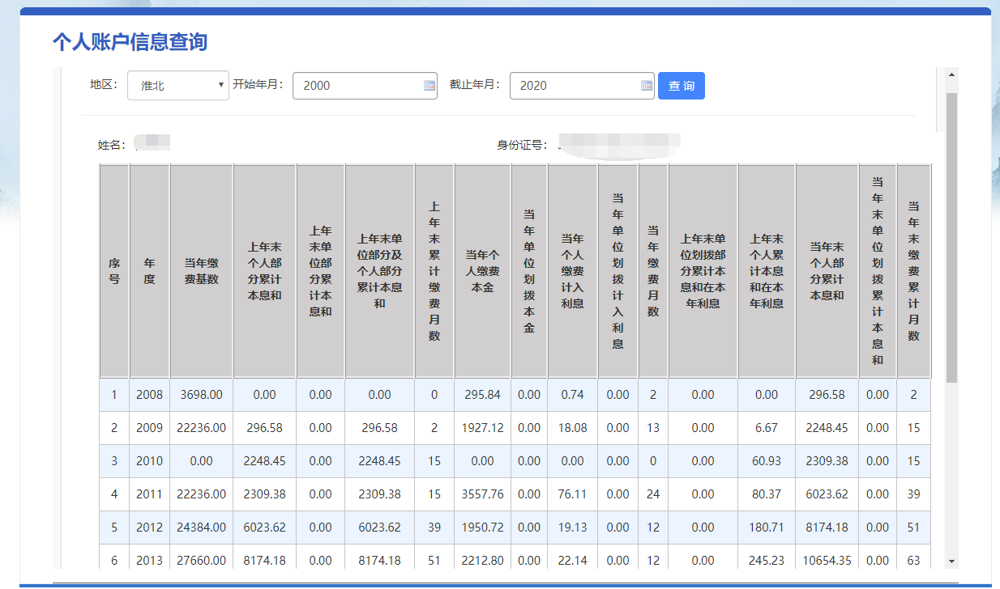 个人账户信息查询
地区： 淮北 开始年月： 2000 截止年月： 2020 查 询
姓名： 身份证号：
序号 年度 当年缴费基数 上年末个人部分累计本息和 上年末单位部分累计本息和 上年末单位部分及个人部分累计本息和 上年末累计缴费月数 当年个人缴费本金 当年单位划拨本金 当年个人缴费计入利息 当年单位划拨计入利息 当年缴费月数 上年末单位划拨部分累计本息和在本年利息 上年末个人累计本息和在本年利息 当年末个人部分累计本息和 当年末单位划拨累计本息和 当年末缴费累计月数
1 2008 3698.00 0.00 0.00 0.00 0 295.84 0.00 0.74 0.00 2 0.00 0.00 296.58 0.00 2
2 2009 22236.00 296.58 0.00 296.58 2 1927.12 0.00 18.08 0.00 13 0.00 6.67 2248.45 0.00 15
3 2010 0.00 2248.45 0.00 2248.45 15 0.00 0.00 0.00 0.00 0 0.00 60.93 2309.38 0.00 15
4 2011 22236.00 2309.38 0.00 2309.38 15 3557.76 0.00 76.11 0.00 24 0.00 80.37 6023.62 0.00 39
5 2012 24384.00 6023.62 0.00 6023.62 39 1950.72 0.00 19.13 0.00 12 0.00 180.71 8174.18 0.00 51
6 2013 27660.00 8174.18 0.00 8174.18 51 2212.80 0.00 22.14 0.00 12 0.00 245.23 10654.35 0.00 63